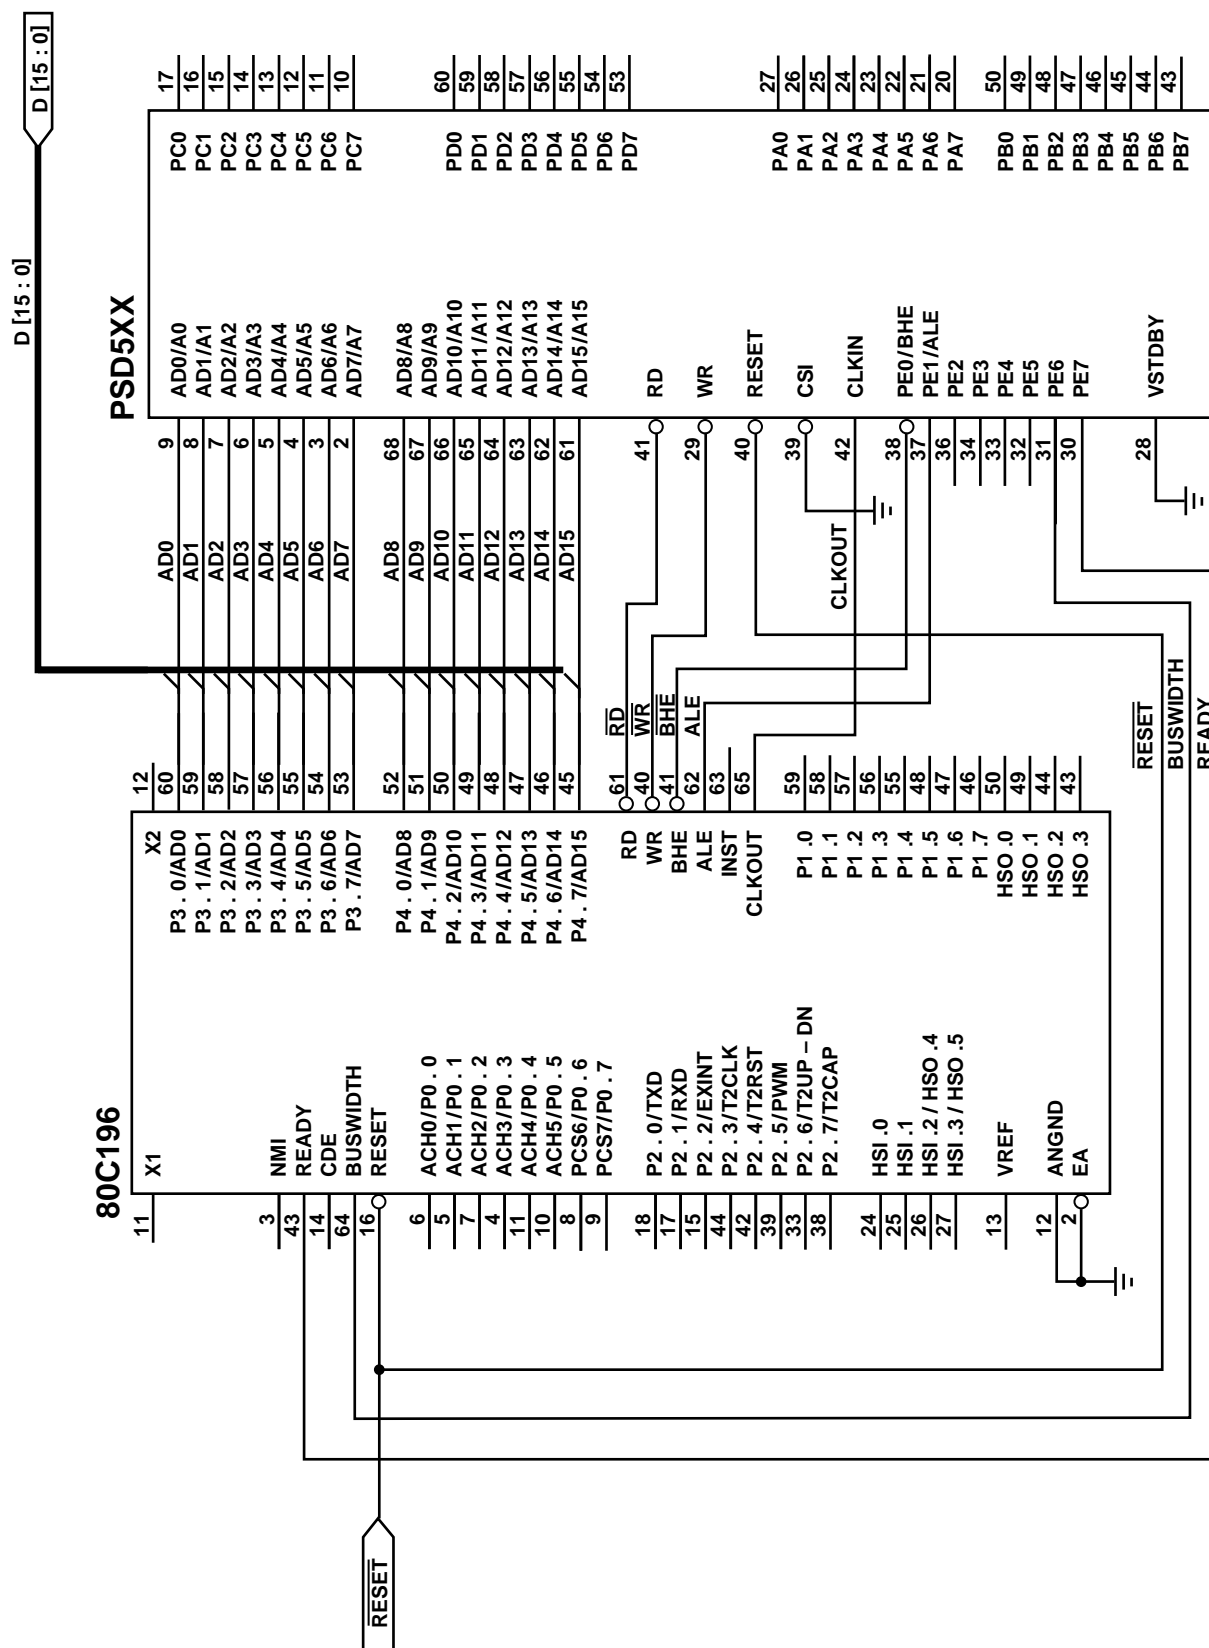 D [15 : 0]
D [15 : 0]
80C196
PSD5XX
11 X1
X2 12
3 NMI
43 READY
14 CDE
64 BUSWIDTH
16 RESET
6 ACH0/P0 . 0
5 ACH1/P0 . 1
7 ACH2/P0 . 2
4 ACH3/P0 . 3
11 ACH4/P0 . 4
10 ACH5/P0 . 5
8 PCS6/P0 . 6
9 PCS7/P0 . 7
18 P2 . 0/TXD
17 P2 . 1/RXD
15 P2 . 2/EXINT
44 P2 . 3/T2CLK
42 P2 . 4/T2RST
39 P2 . 5/PWM
33 P2 . 6/T2UP – DN
38 P2 . 7/T2CAP
24 HSI .0
25 HSI .1
26 HSI .2 / HSO .4
27 HSI .3 / HSO .5
13 VREF
12 ANGND
2 EA
RESET
P3 . 0/AD0 60
P3 . 1/AD1 59
P3 . 2/AD2 58
P3 . 3/AD3 57
P3 . 4/AD4 56
P3 . 5/AD5 55
P3 . 6/AD6 54
P3 . 7/AD7 53
P4 . 0/AD8 52
P4 . 1/AD9 51
P4 . 2/AD10 50
P4 . 3/AD11 49
P4 . 4/AD12 48
P4 . 5/AD13 47
P4 . 6/AD14 46
P4 . 7/AD15 45
RD 61 RD
WR 40 WR
BHE 41 BHE
ALE 62 ALE
INST 63
CLKOUT 65
P1 .0 59
P1 .1 58
P1 .2 57
P1 .3 56
P1 .4 55
P1 .5 48
P1 .6 47
P1 .7 46
HSO .0 50
HSO .1 49
HSO .2 44
HSO .3 43
RESET
BUSWIDTH
READY
CLKOUT
AD0 9 AD0/A0
AD1 8 AD1/A1
AD2 7 AD2/A2
AD3 6 AD3/A3
AD4 5 AD4/A4
AD5 4 AD5/A5
AD6 3 AD6/A6
AD7 2 AD7/A7
AD8 68 AD8/A8
AD9 67 AD9/A9
AD10 66 AD10/A10
AD11 65 AD11/A11
AD12 64 AD12/A12
AD13 63 AD13/A13
AD14 62 AD14/A14
AD15 61 AD15/A15
41 RD
29 WR
40 RESET
39 CSI
42 CLKIN
38 PE0/BHE
37 PE1/ALE
36 PE2
34 PE3
33 PE4
32 PE5
31 PE6
30 PE7
28 VSTDBY
PC0 17
PC1 16
PC2 15
PC3 14
PC4 13
PC5 12
PC6 11
PC7 10
PD0 60
PD1 59
PD2 58
PD3 57
PD4 56
PD5 55
PD6 54
PD7 53
PA0 27
PA1 26
PA2 25
PA3 24
PA4 23
PA5 22
PA6 21
PA7 20
PB0 50
PB1 49
PB2 48
PB3 47
PB4 46
PB5 45
PB6 44
PB7 43